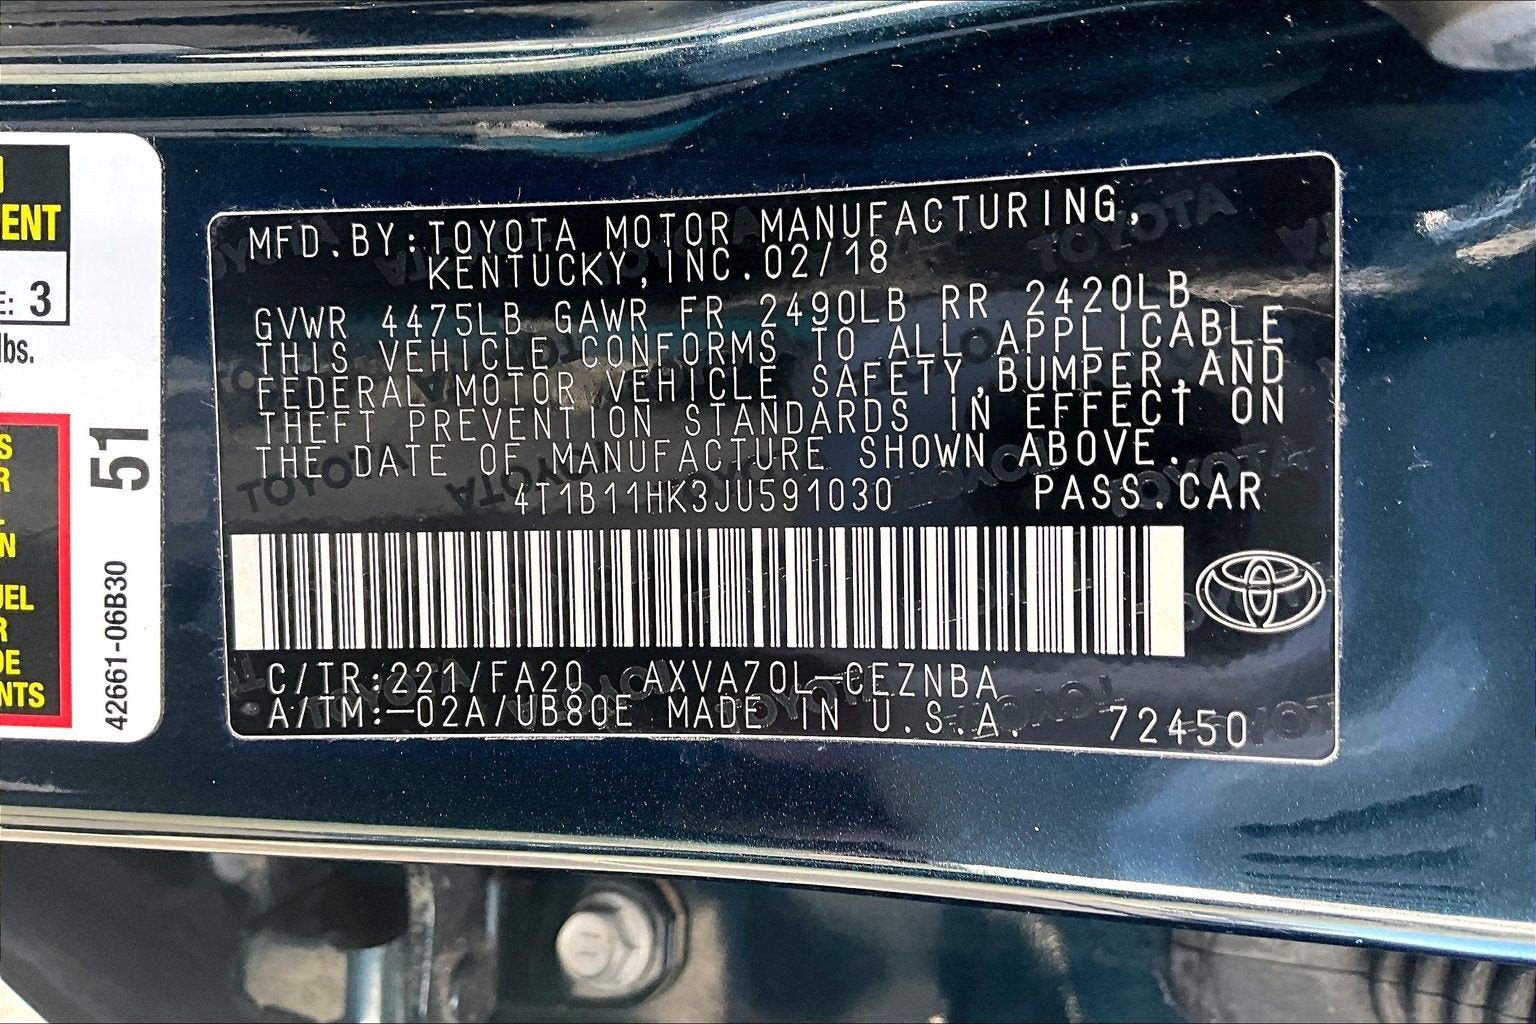 ENT
E: 3
lbs.
S
R
N
UEL
R
DE
NTS
51
42661-06B30
MFD.BY:TOYOTA MOTOR MANUFACTURING,
KENTUCKY,INC.02/18
GVWR 4475LB GAWR FR 2490LB RR 2420LB
THIS VEHICLE CONFORMS TO ALL APPLICABLE
FEDERAL MOTOR VEHICLE SAFETY,BUMPER,AND
THEFT PREVENTION STANDARDS IN EFFECT ON
THE DATE OF MANUFACTURE SHOWN ABOVE.
4T1B11HK3JU591030 PASS.CAR
C/TR:221/FA20 AXVA70L-CEZNBA
A/TM:-02A/UB80E MADE IN U.S.A. 72450